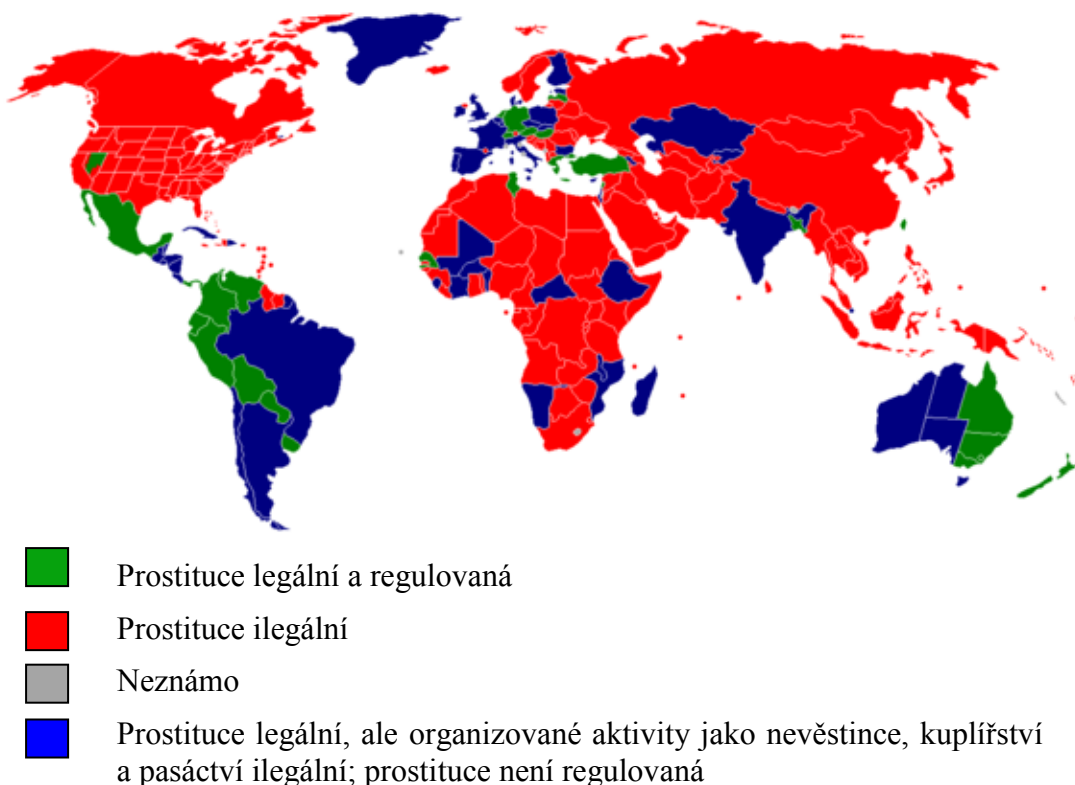 Prostituce legální a regulovaná
Prostituce ilegální
Neznámo
Prostituce legální, ale organizované aktivity jako nevěstince, kuplířství
a pasáctví ilegální; prostituce není regulovaná